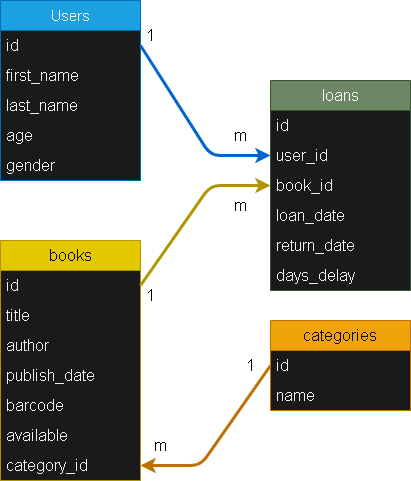 Users
id
first_name
last_name
age
gender
1
m
loans
id
user_id
book_id
loan_date
return_date
days_delay
m
1
books
id
title
author
publish_date
barcode
available
category_id
categories
id
name
1
m